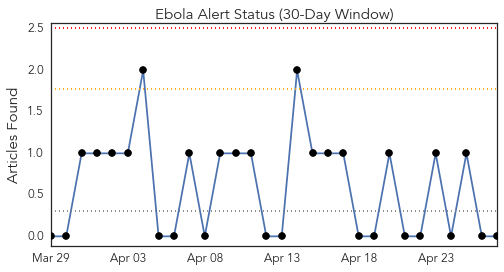 Ebola Alert Status (30-Day Window)
Articles Found
2.5
2.0
1.5
1.0
0.5
0.0
Mar 29 Apr 03 Apr 08 Apr 13 Apr 18 Apr 23